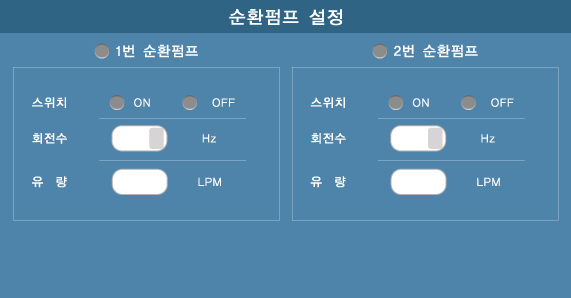 순환펌프 설정
1번 순환펌프
스위치 ON OFF
회전수 Hz
유 량 LPM
2번 순환펌프
스위치 ON OFF
회전수 Hz
유 량 LPM